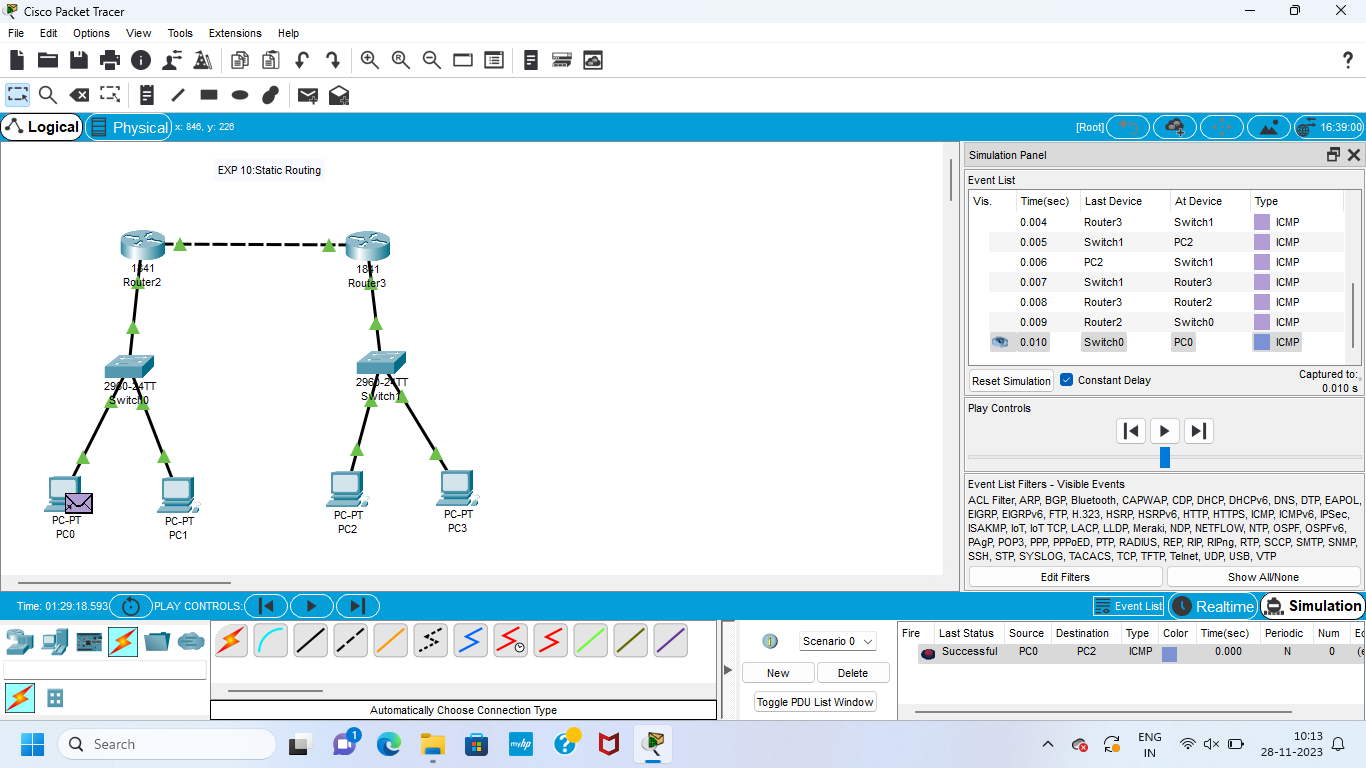 Cisco Packet Tracer
File Edit Options View Tools Extensions Help
Logical Physical x: 846, y: 226 [Root] 16:39:00
EXP 10:Static Routing
1841
Router2
1841
Router3
2960-24TT
Switch0
2960-24TT
Switch1
PC-PT
PC0
PC-PT
PC1
PC-PT
PC2
PC-PT
PC3
Simulation Panel
Event List
Vis. Time(sec) Last Device At Device Type
0.004 Router3 Switch1 ICMP
0.005 Switch1 PC2 ICMP
0.006 PC2 Switch1 ICMP
0.007 Switch1 Router3 ICMP
0.008 Router3 Router2 ICMP
0.009 Router2 Switch0 ICMP
0.010 Switch0 PC0 ICMP
Reset Simulation Constant Delay Captured to:
0.010 s
Play Controls
Event List Filters - Visible Events
ACL Filter, ARP, BGP, Bluetooth, CAPWAP, CDP, DHCP, DHCPv6, DNS, DTP, EAPOL,
EIGRP, EIGRPv6, FTP, H.323, HSRP, HSRPv6, HTTP, HTTPS, ICMP, ICMPv6, IPSec,
ISAKMP, IoT, IoT TCP, LACP, LLDP, Meraki, NDP, NETFLOW, NTP, OSPF, OSPFv6,
PAgP, POP3, PPP, PPPoED, PTP, RADIUS, REP, RIP, RIPng, RTP, SCCP, SMTP, SNMP,
SSH, STP, SYSLOG, TACACS, TCP, TFTP, Telnet, UDP, USB, VTP
Edit Filters Show All/None
Time: 01:29:18.593 PLAY CONTROLS: Event List Realtime Simulation
Scenario 0
New Delete
Toggle PDU List Window
Automatically Choose Connection Type
Fire Last Status Source Destination Type Color Time(sec) Periodic Num Ec
Successful PC0 PC2 ICMP 0.000 N 0 (e
Search 1 myhp ENG
IN
10:13
28-11-2023